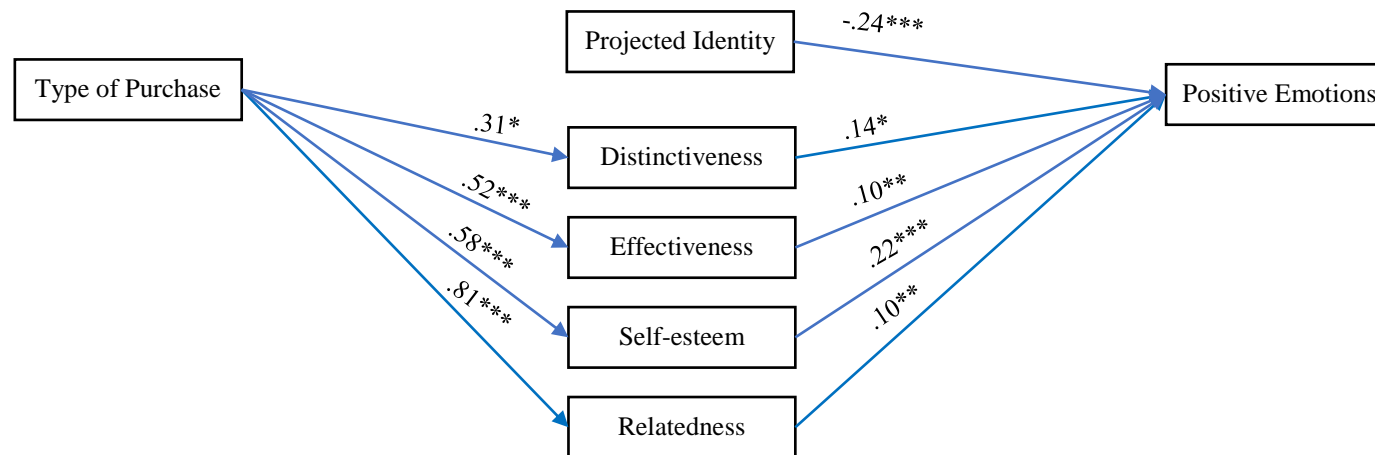 Projected Identity
-.24***
Type of Purchase
Positive Emotions
.31*
Distinctiveness
.14*
.52***
Effectiveness
.10**
.58***
Self-esteem
.22***
.81***
Relatedness
.10**